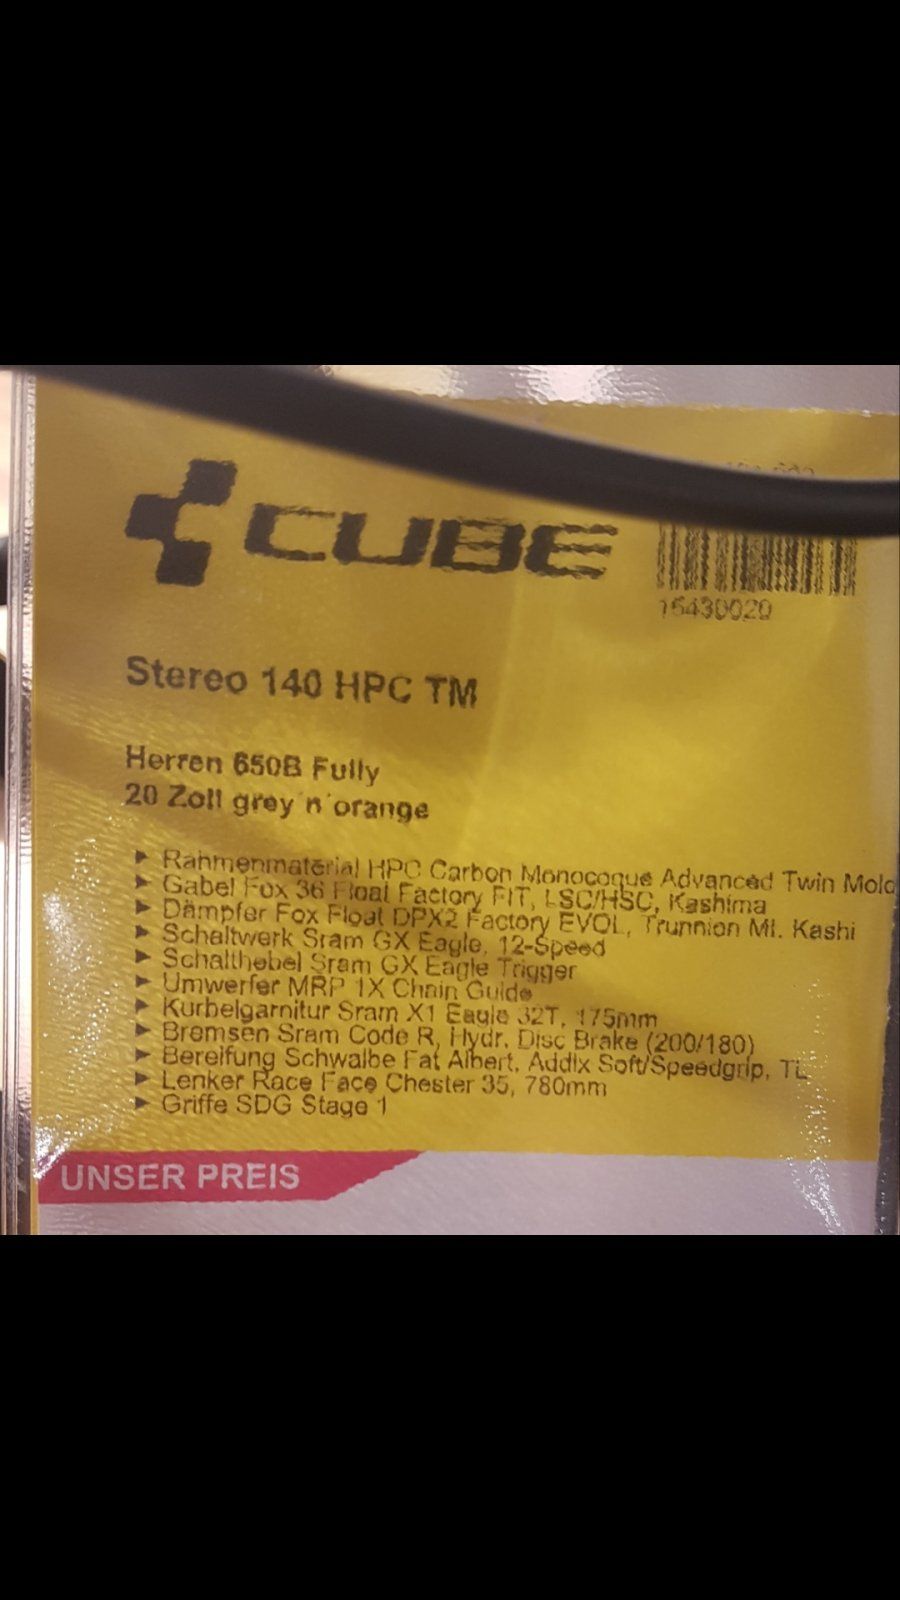 CUBE
16430020
Stereo 140 HPC TM
Herren 650B Fully
20 Zoll grey´n´orange
Rahmenmaterial HPC Carbon Monocoque Advanced Twin Mold
Gabel Fox 36 Float Factory FIT, LSC/HSC, Kashima
Dämpfer Fox Float DPX2 Factory EVOL, Trunnion Mt. Kashi
Schaltwerk Sram GX Eagle, 12-Speed
Schalthebel Sram GX Eagle Trigger
Umwerfer MRP 1X Chain Guide
Kurbelgarnitur Sram X1 Eagle 32T, 175mm
Bremsen Sram Code R, Hydr. Disc Brake (200/180)
Bereifung Schwalbe Fat Albert, Addix Soft/Speedgrip, TL
Lenker Race Face Chester 35, 780mm
Griffe SDG Stage 1
UNSER PREIS